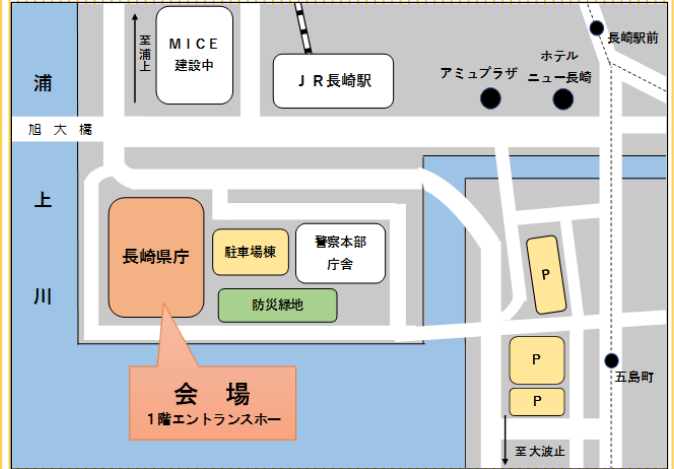 至浦上
MICE
建設中
JR長崎駅
長崎駅前
アミュプラザ
ホテル
ニュー長崎
浦上川
旭大橋
長崎県庁
駐車場棟
警察本部
庁舎
防災緑地
P
P
P
五島町
会場
1階エントランスホー
至大波止